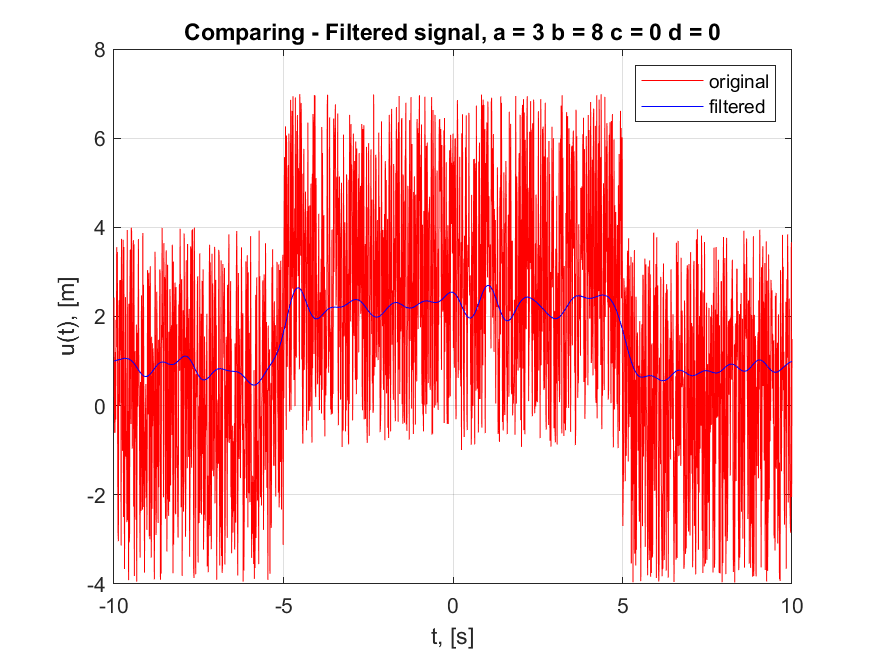 Comparing - Filtered signal, a = 3 b = 8 c = 0 d = 0
original
filtered
8
6
4
2
0
-2
-4
u(t), [m]
-10
-5
0
5
10
t, [s]